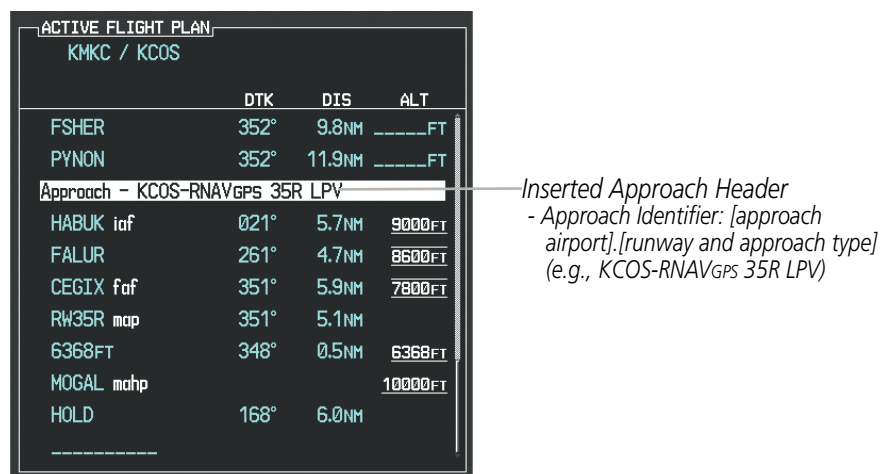 ACTIVE FLIGHT PLAN
KMKC / KCOS
DTK DIS ALT
FSHER 352° 9.8NM _____FT
PYNON 352° 11.9NM _____FT
Approach - KCOS-RNAVGPS 35R LPV
Inserted Approach Header
- Approach Identifier: [approach
airport].[runway and approach type]
(e.g., KCOS-RNAVGPS 35R LPV)
HABUK iaf 021° 5.7NM 9000FT
FALUR 261° 4.7NM 8600FT
CEGIX faf 351° 5.9NM 7800FT
RW35R map 351° 5.1NM
6368FT 348° 0.5NM 6368FT
MOGAL mahp 10000FT
HOLD 168° 6.0NM
__________